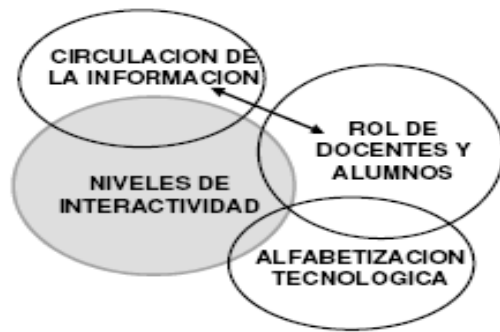 CIRCULACION DE
LA INFORMACION
ROL DE
DOCENTES Y
ALUMNOS
NIVELES DE
INTERACTIVIDAD
ALFABETIZACION
TECNOLOGICA